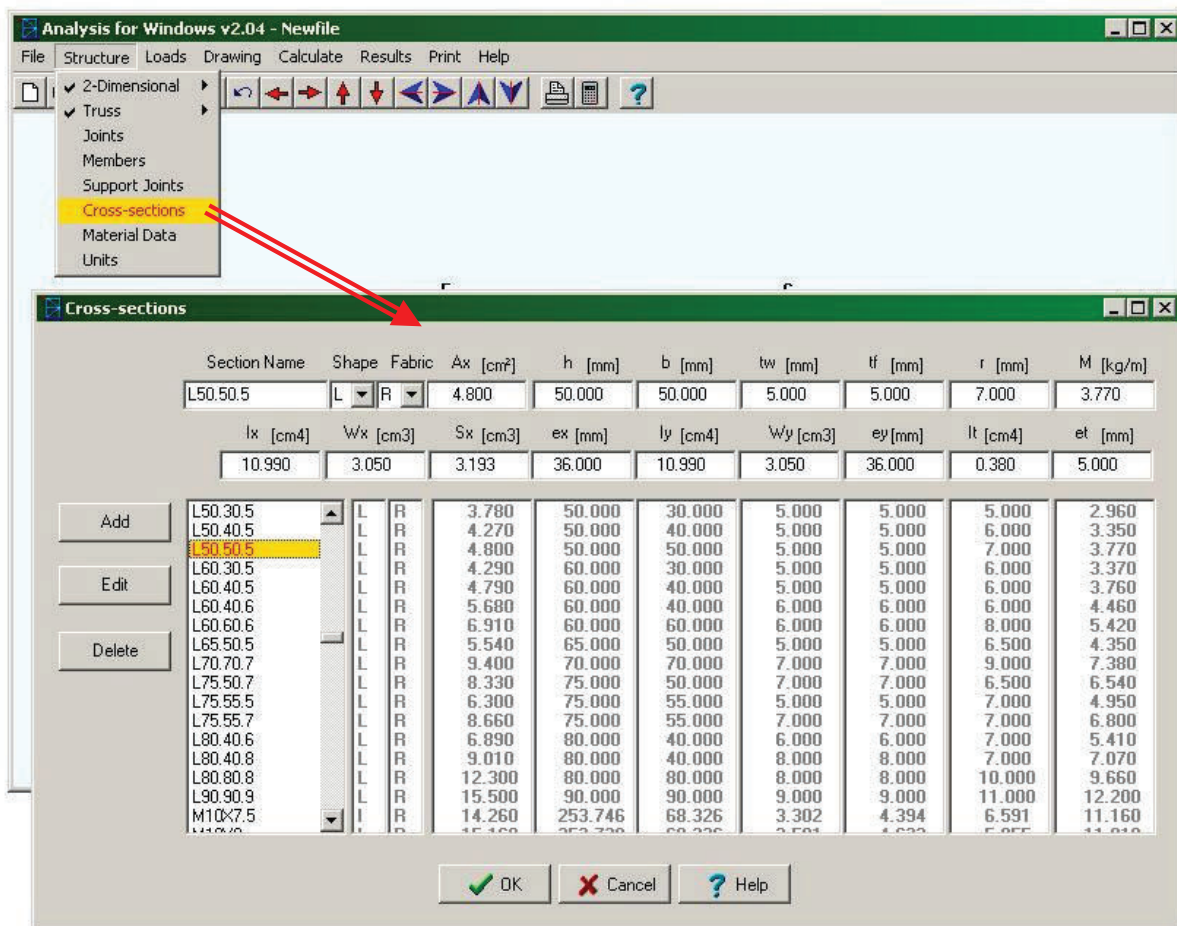 Analysis for Windows v2.04 - Newfile
File Structure Loads Drawing Calculate Results Print Help
2-Dimensional
Truss
Joints
Members
Support Joints
Cross-sections
Material Data
Units
Cross-sections
Section Name Shape Fabric Ax [cm²] h [mm] b [mm] tw [mm] tf [mm] r [mm] M [kg/m]
L50.50.5 L R 4.800 50.000 50.000 5.000 5.000 7.000 3.770
Ix [cm4] Wx [cm3] Sx [cm3] ex [mm] Iy [cm4] Wy [cm3] ey [mm] It [cm4] et [mm]
10.990 3.050 3.193 36.000 10.990 3.050 36.000 0.380 5.000
Add
Edit
Delete
L50.30.5 L R 3.780 50.000 30.000 5.000 5.000 5.000 2.960
L50.40.5 L R 4.270 50.000 40.000 5.000 5.000 6.000 3.350
L50.50.5 L R 4.800 50.000 50.000 5.000 5.000 7.000 3.770
L60.30.5 L R 4.290 60.000 30.000 5.000 5.000 6.000 3.370
L60.40.5 L R 4.790 60.000 40.000 5.000 5.000 6.000 3.760
L60.40.6 L R 5.680 60.000 40.000 6.000 6.000 6.000 4.460
L60.60.6 L R 6.910 60.000 60.000 6.000 6.000 8.000 5.420
L65.50.5 L R 5.540 65.000 50.000 5.000 5.000 6.500 4.350
L70.70.7 L R 9.400 70.000 70.000 7.000 7.000 9.000 7.380
L75.50.7 L R 8.330 75.000 50.000 7.000 7.000 6.500 6.540
L75.55.5 L R 6.300 75.000 55.000 5.000 5.000 7.000 4.950
L75.55.7 L R 8.660 75.000 55.000 7.000 7.000 7.000 6.800
L80.40.6 L R 6.890 80.000 40.000 6.000 6.000 7.000 5.410
L80.40.8 L R 9.010 80.000 40.000 8.000 8.000 7.000 7.070
L80.80.8 L R 12.300 80.000 80.000 8.000 8.000 10.000 9.660
L90.90.9 L R 15.500 90.000 90.000 9.000 9.000 11.000 12.200
M10X7.5 I R 14.260 253.746 68.326 3.302 4.394 6.591 11.160
OK Cancel Help